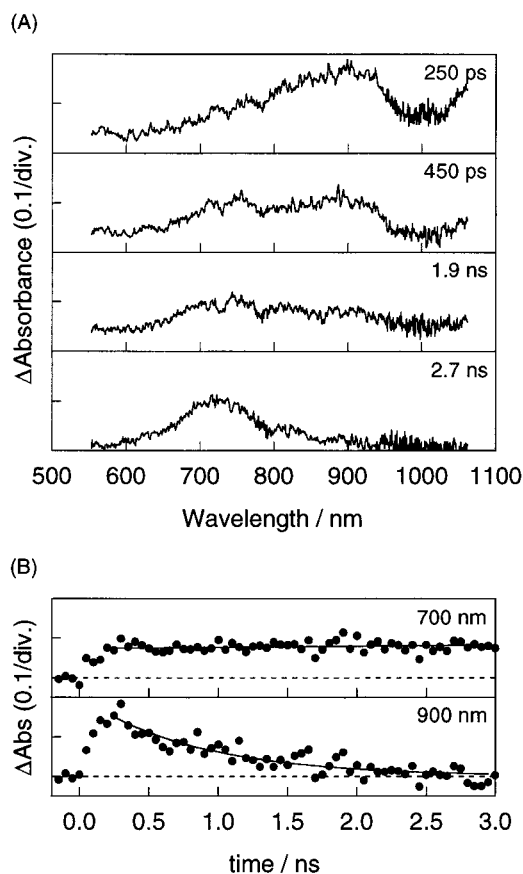 (A)
250 ps
450 ps
1.9 ns
2.7 ns
ΔAbsorbance (0.1/div.)
500 600 700 800 900 1000 1100
Wavelength / nm
(B)
700 nm
900 nm
ΔAbs (0.1/div.)
0.0 0.5 1.0 1.5 2.0 2.5 3.0
time / ns